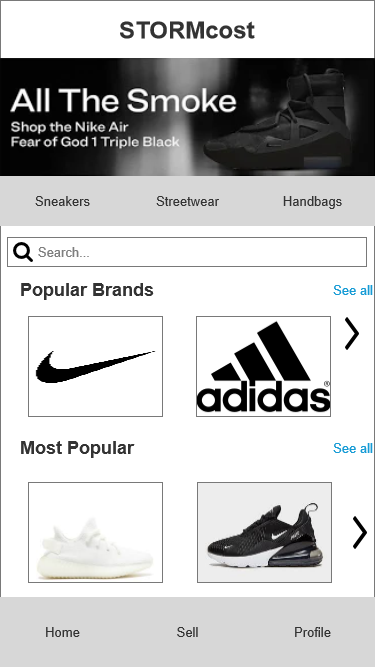 STORMcost
All The Smoke
Shop the Nike Air
Fear of God 1 Triple Black
Sneakers Streetwear Handbags
Search...
Popular Brands See all
adidas®
Most Popular See all
Home Sell Profile